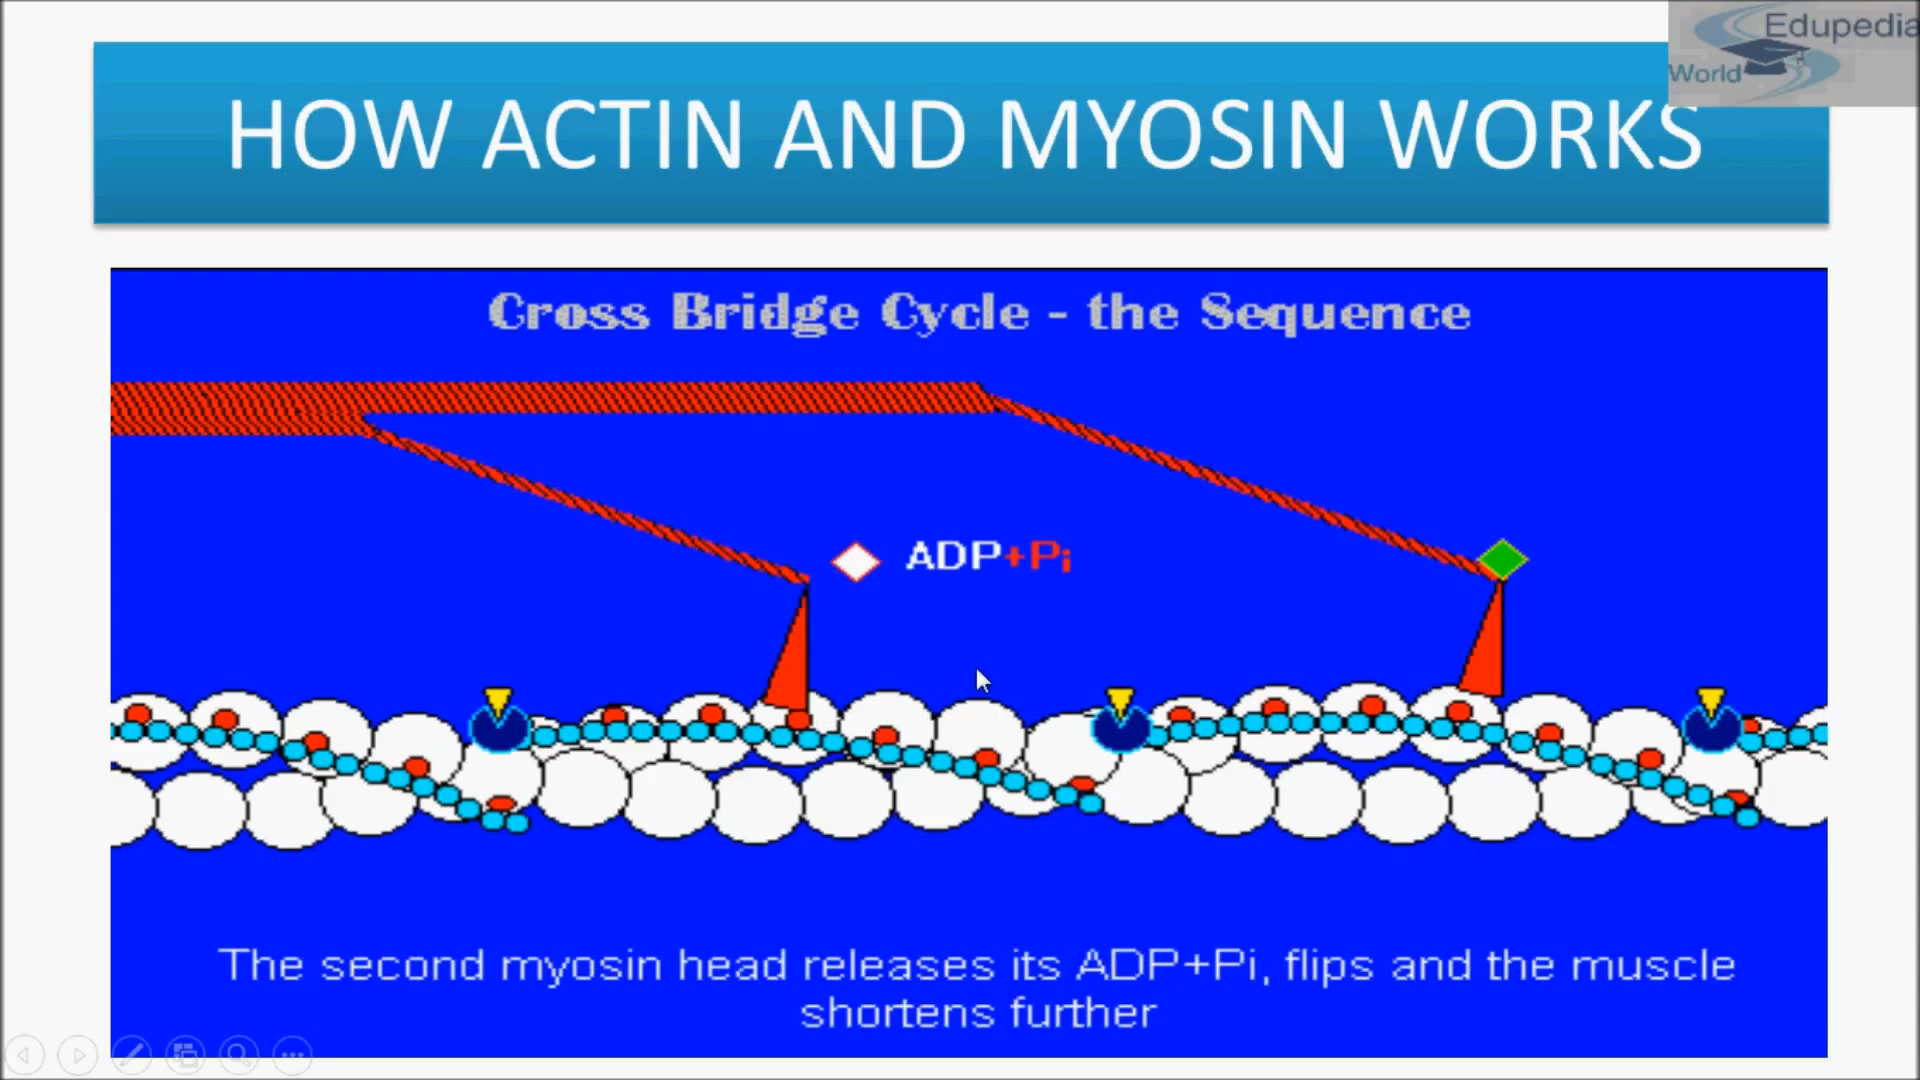 Edupedia
World
HOW ACTIN AND MYOSIN WORKS
Cross Bridge Cycle - the Sequence
ADP+Pi
The second myosin head releases its ADP+Pi, flips and the muscle
shortens further